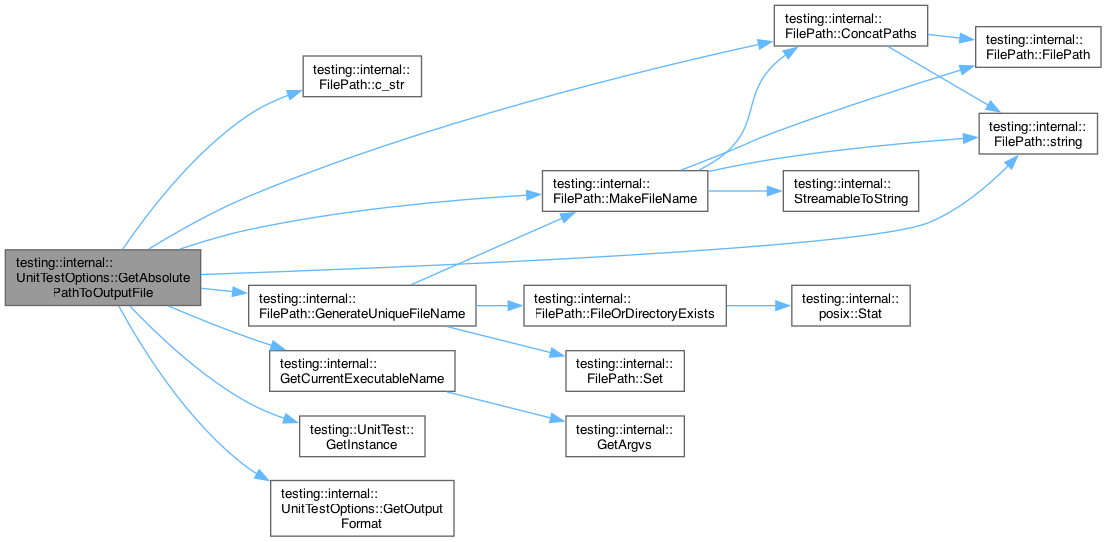 testing::internal::
FilePath::ConcatPaths
testing::internal::
FilePath::FilePath
testing::internal::
FilePath::c_str
testing::internal::
FilePath::string
testing::internal::
FilePath::MakeFileName
testing::internal::
StreamableToString
testing::internal::
UnitTestOptions::GetAbsolute
PathToOutputFile
testing::internal::
FilePath::GenerateUniqueFileName
testing::internal::
FilePath::FileOrDirectoryExists
testing::internal::
posix::Stat
testing::internal::
GetCurrentExecutableName
testing::internal::
FilePath::Set
testing::UnitTest::
GetInstance
testing::internal::
GetArgvs
testing::internal::
UnitTestOptions::GetOutput
Format